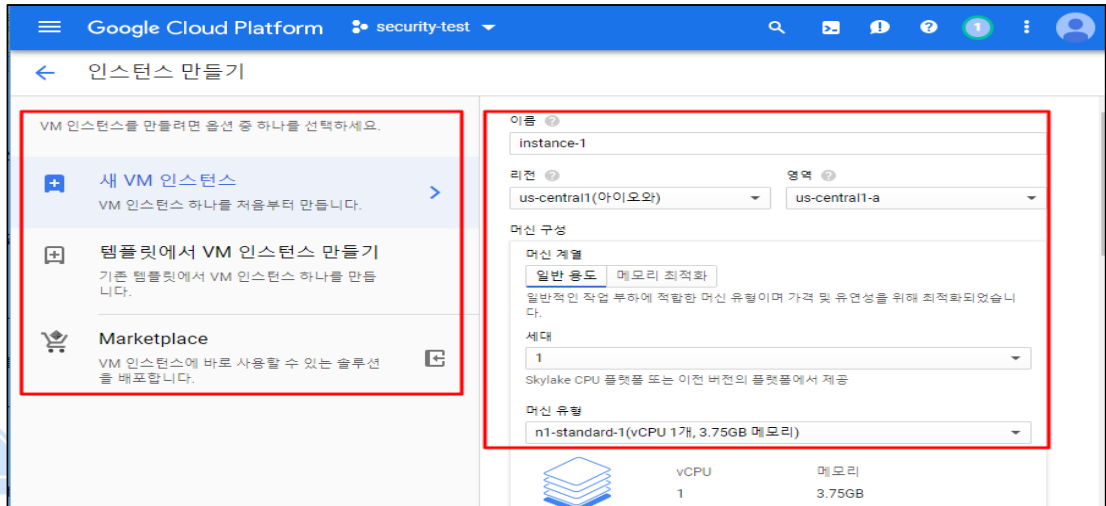 Google Cloud Platform
security-test
1
인스턴스 만들기
VM 인스턴스를 만들려면 옵션 중 하나를 선택하세요.
새 VM 인스턴스
VM 인스턴스 하나를 처음부터 만듭니다.
템플릿에서 VM 인스턴스 만들기
기존 템플릿에서 VM 인스턴스 하나를 만듭
니다.
Marketplace
VM 인스턴스에 바로 사용할 수 있는 솔루션
을 배포합니다.
이름
instance-1
리전
영역
us-central1(아이오와)
us-central1-a
머신 구성
머신 계열
일반 용도
메모리 최적화
일반적인 작업 부하에 적합한 머신 유형이며 가격 및 유연성을 위해 최적화되었습니
다.
세대
1
Skylake CPU 플랫폼 또는 이전 버전의 플랫폼에서 제공
머신 유형
n1-standard-1(vCPU 1개, 3.75GB 메모리)
vCPU
메모리
1
3.75GB